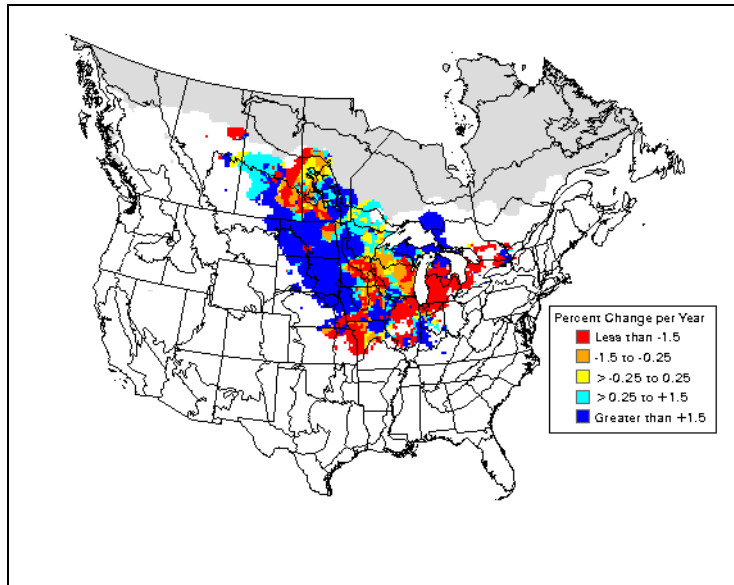 Percent Change per Year
Less than -1.5
-1.5 to -0.25
> -0.25 to 0.25
> 0.25 to +1.5
Greater than +1.5